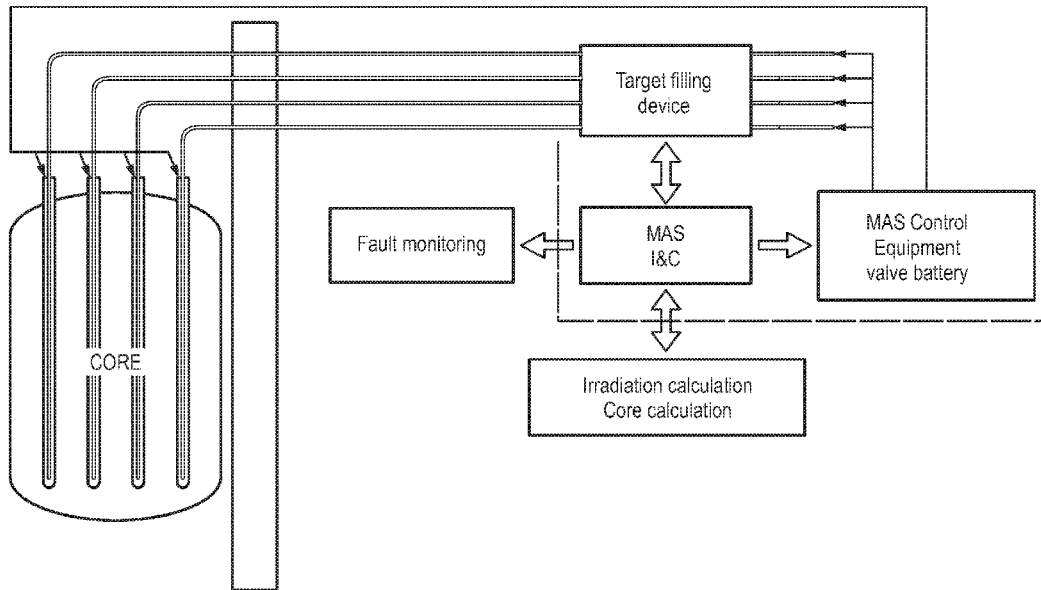 Target filling
device
Fault monitoring
MAS
I&C
MAS Control
Equipment
valve battery
CORE
Irradiation calculation
Core calculation